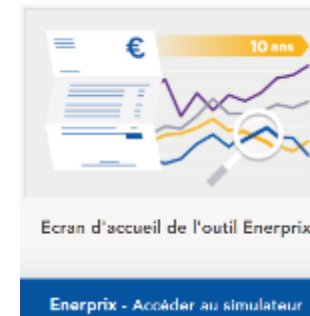 €
10 ans
Ecran d'accueil de l'outil Enerprix
Enerprix - Accéder au simulateur